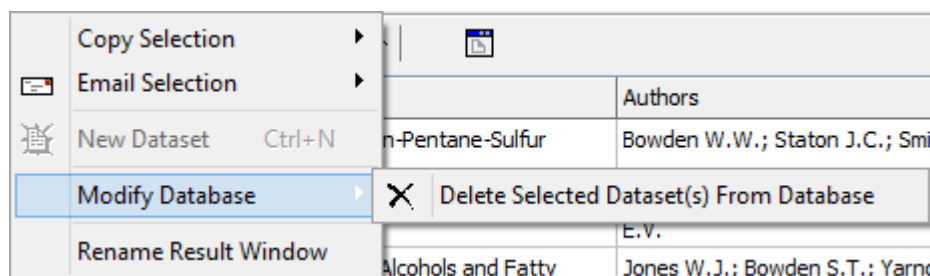 Copy Selection
Email Selection
Authors
New Dataset Ctrl+N
n-Pentane-Sulfur
Bowden W.W.; Staton J.C.; Smi
Modify Database
Delete Selected Dataset(s) From Database
E.V.
Rename Result Window
Alcohols and Fatty
Jones W.J.; Bowden S.T.; Yarno